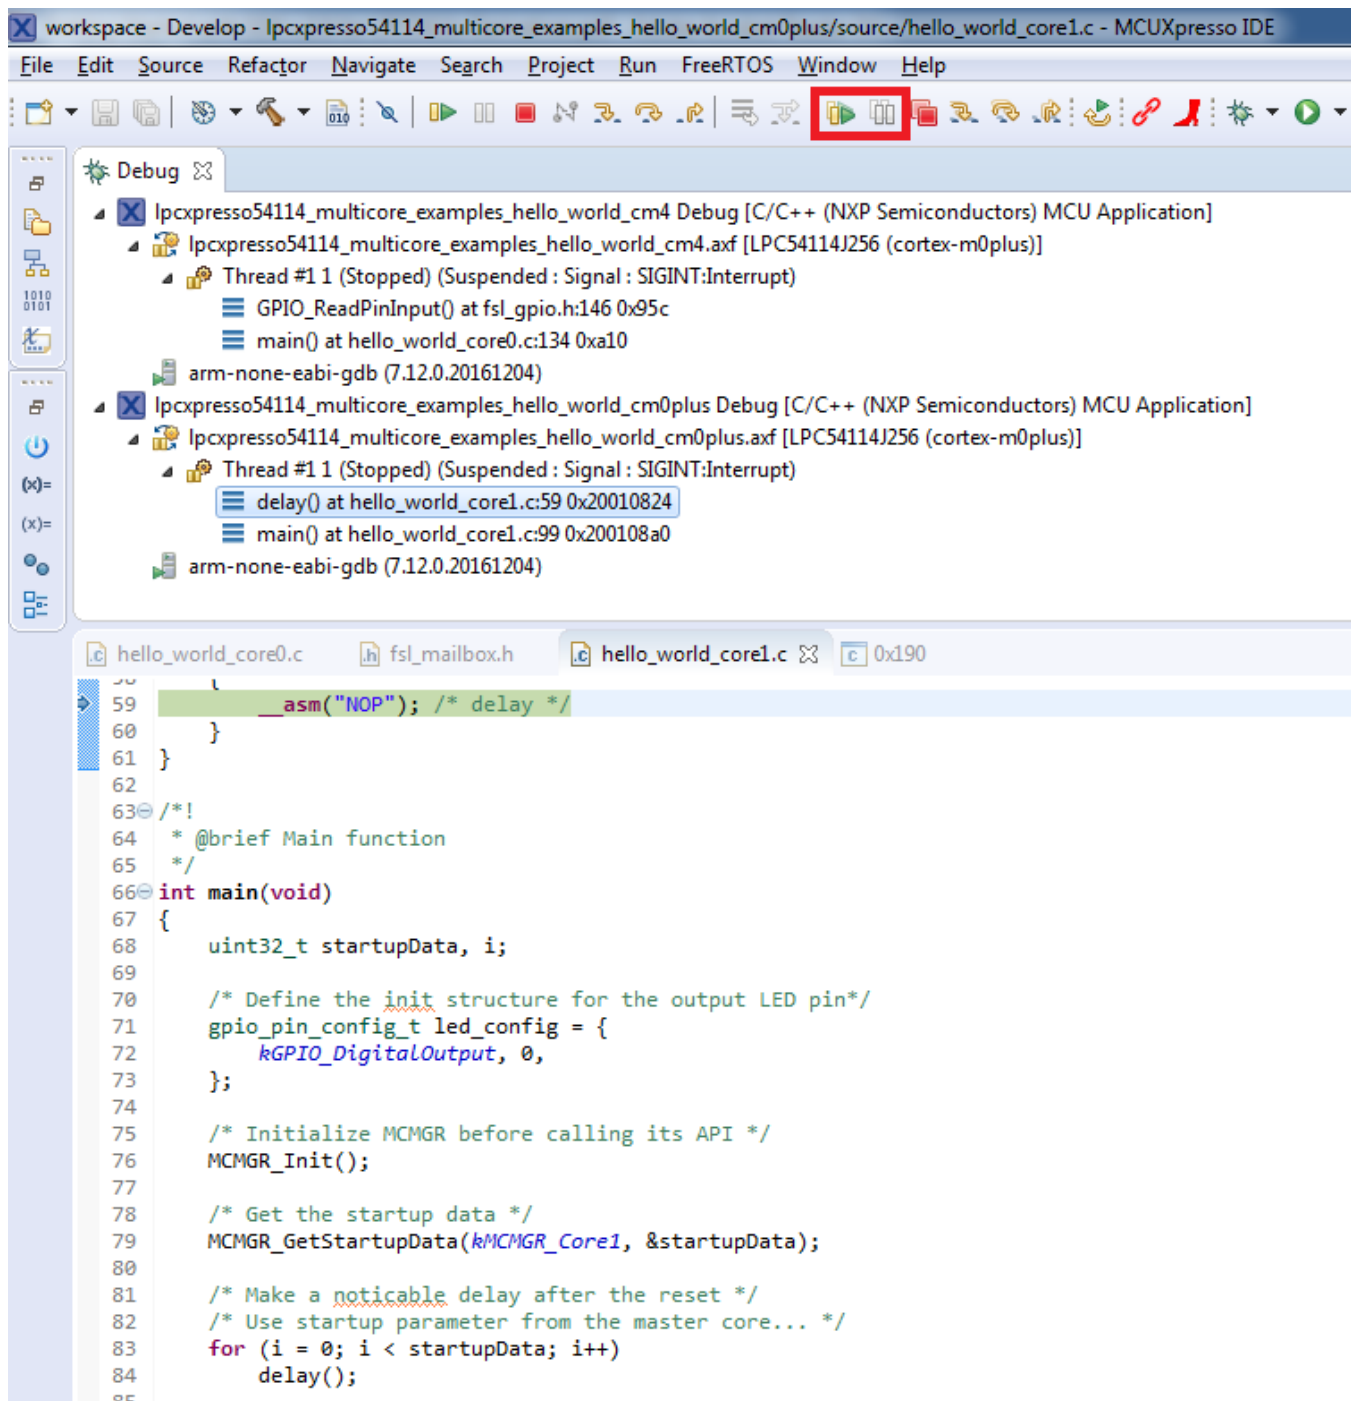 workspace - Develop - lpcxpresso54114_multicore_examples_hello_world_cm0plus/source/hello_world_core1.c - MCUXpresso IDE
File Edit Source Refactor Navigate Search Project Run FreeRTOS Window Help
010
Debug
lpcxpresso54114_multicore_examples_hello_world_cm4 Debug [C/C++ (NXP Semiconductors) MCU Application]
lpcxpresso54114_multicore_examples_hello_world_cm4.axf [LPC54114J256 (cortex-m0plus)]
Thread #1 1 (Stopped) (Suspended : Signal : SIGINT:Interrupt)
1010
0101
GPIO_ReadPinInput() at fsl_gpio.h:146 0x95c
main() at hello_world_core0.c:134 0xa10
arm-none-eabi-gdb (7.12.0.20161204)
lpcxpresso54114_multicore_examples_hello_world_cm0plus Debug [C/C++ (NXP Semiconductors) MCU Application]
lpcxpresso54114_multicore_examples_hello_world_cm0plus.axf [LPC54114J256 (cortex-m0plus)]
Thread #1 1 (Stopped) (Suspended : Signal : SIGINT:Interrupt)
(x)=
delay() at hello_world_core1.c:59 0x20010824
(x)=
main() at hello_world_core1.c:99 0x200108a0
arm-none-eabi-gdb (7.12.0.20161204)
.c hello_world_core0.c .h fsl_mailbox.h .c hello_world_core1.c c 0x190
58 {
59 __asm("NOP"); /* delay */
60 }
61 }
62
63 /*!
64 * @brief Main function
65 */
66 int main(void)
67 {
68 uint32_t startupData, i;
69
70 /* Define the init structure for the output LED pin*/
71 gpio_pin_config_t led_config = {
72 kGPIO_DigitalOutput, 0,
73 };
74
75 /* Initialize MCMGR before calling its API */
76 MCMGR_Init();
77
78 /* Get the startup data */
79 MCMGR_GetStartupData(kMCMGR_Core1, &startupData);
80
81 /* Make a noticable delay after the reset */
82 /* Use startup parameter from the master core... */
83 for (i = 0; i < startupData; i++)
84 delay();
85